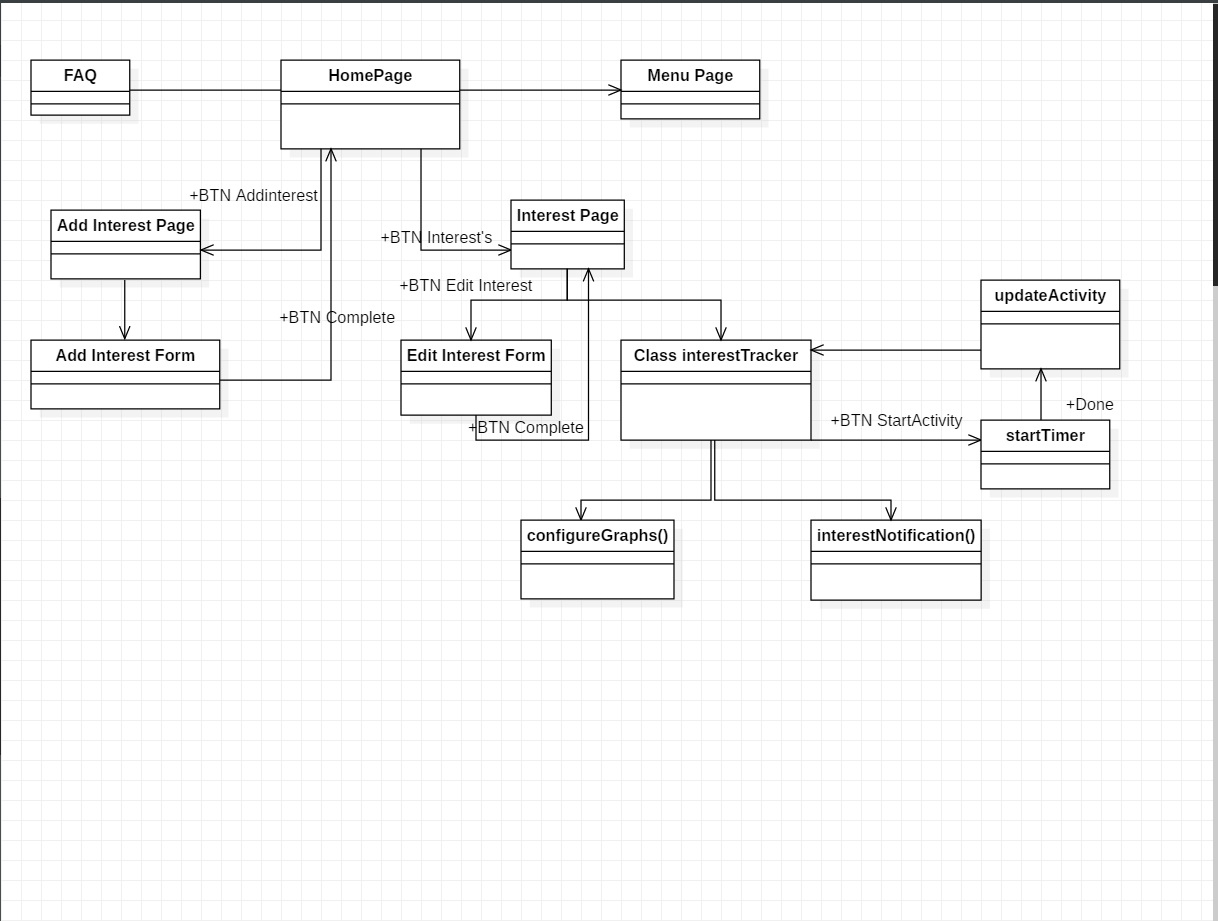 FAQ
HomePage
Menu Page
+BTN Addinterest
Add Interest Page
Interest Page
+BTN Interest's
+BTN Edit Interest
updateActivity
+BTN Complete
Add Interest Form
Edit Interest Form
Class interestTracker
+Done
+BTN StartActivity
+BTN Complete
startTimer
configureGraphs()
interestNotification()